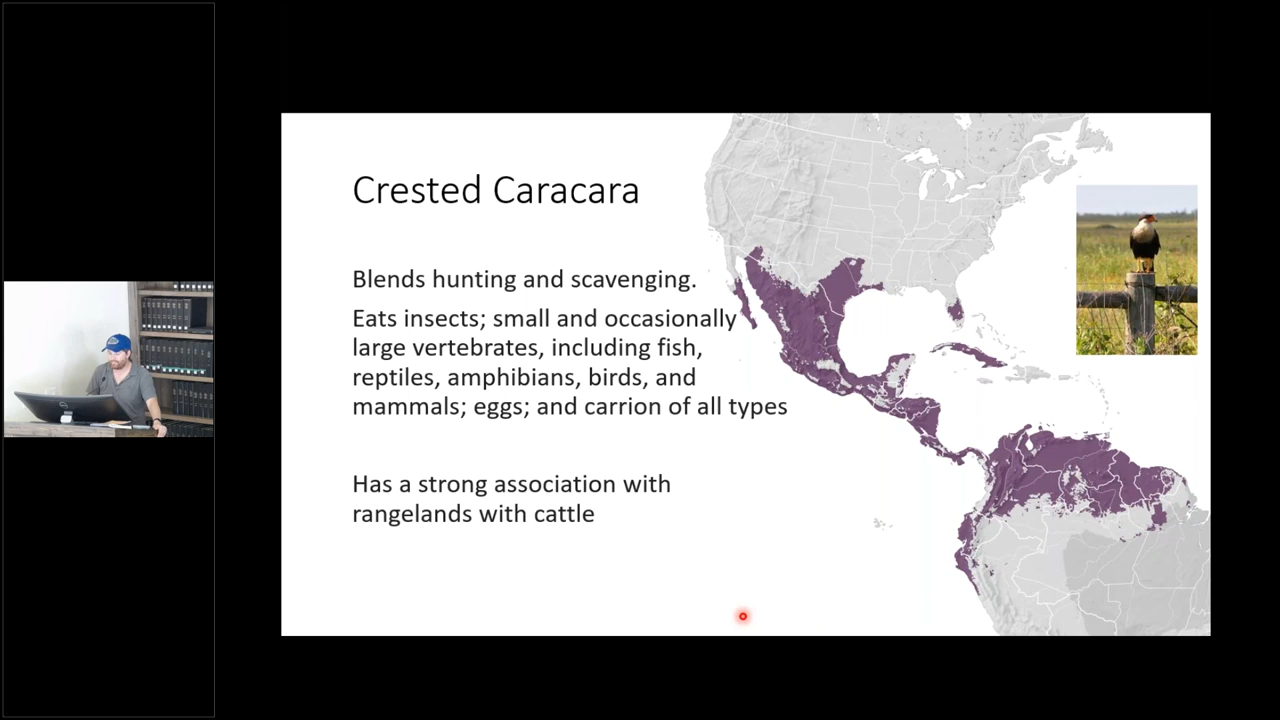 Crested Caracara
Blends hunting and scavenging.
Eats insects; small and occasionally
large vertebrates, including fish,
reptiles, amphibians, birds, and
mammals; eggs; and carrion of all types
Has a strong association with
rangelands with cattle